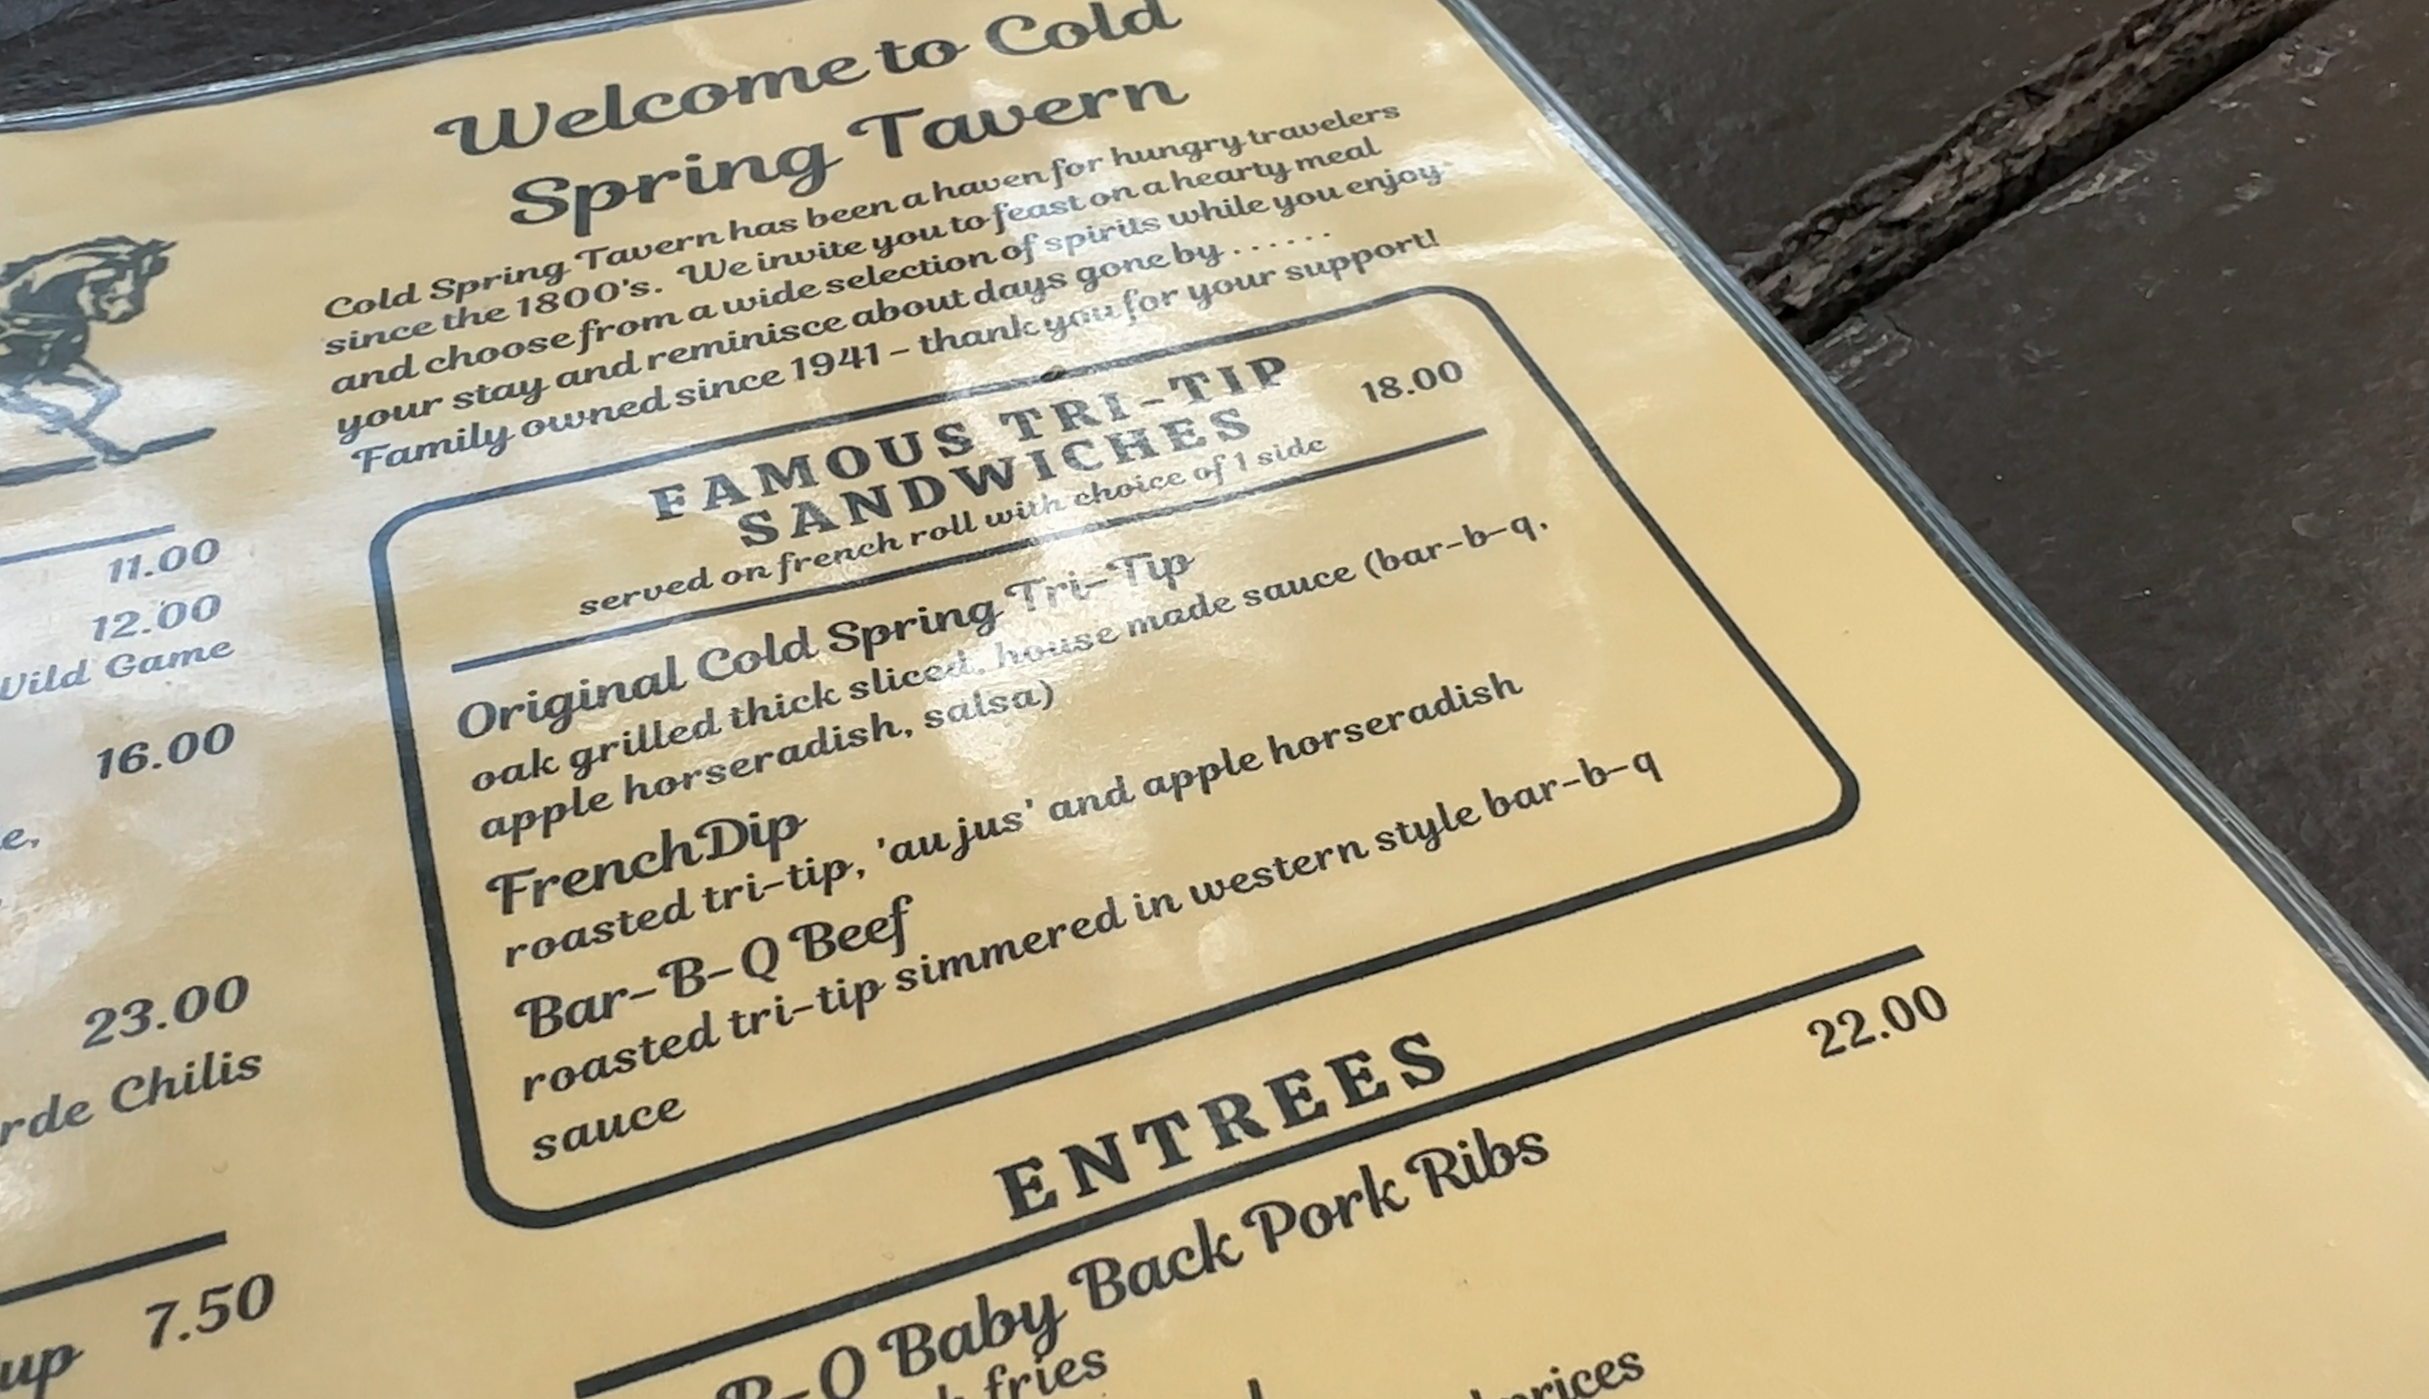 Welcome to Cold
Spring Tavern
Cold Spring Tavern has been a haven for hungry travelers
since the 1800's. We invite you to feast on a hearty meal
and choose from a wide selection of spirits while you enjoy
your stay and reminisce about days gone by . . . . . .
Family owned since 1941 – thank you for your support!
FAMOUS TRI-TIP
SANDWICHES 18.00
served on french roll with choice of 1 side
Original Cold Spring Tri-Tip
oak grilled thick sliced, house made sauce (bar-b-q,
apple horseradish, salsa)
French Dip
roasted tri-tip, 'au jus' and apple horseradish
Bar-B-Q Beef
roasted tri-tip simmered in western style bar-b-q
sauce
ENTREES
22.00
B-Q Baby Back Pork Ribs
fries
prices
11.00
12.00
Wild Game
16.00
23.00
Chilis
7.50